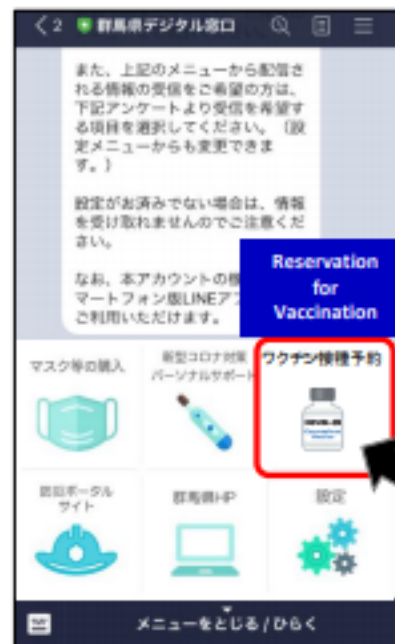 2 群馬県デジタル窓口
また、上記のメニューから配信さ
れる情報の受信をご希望の方は、
下記アンケートより受信を希望す
る項目を選択してください。（設
定メニューからも変更できま
す。）
設定がお済みでない場合は、情報
を受け取れませんのでご注意くだ
さい。
なお、本アカウントの機
マートフォン版LINEア
ご利用いただけます。
Reservation
for
Vaccination
マスク等の購入
新型コロナ対策
パーソナルサポート
ワクチン接種予約
COVID-19
防災ポータル
サイト
群馬県HP
設定
メニューをとじる/ひらく